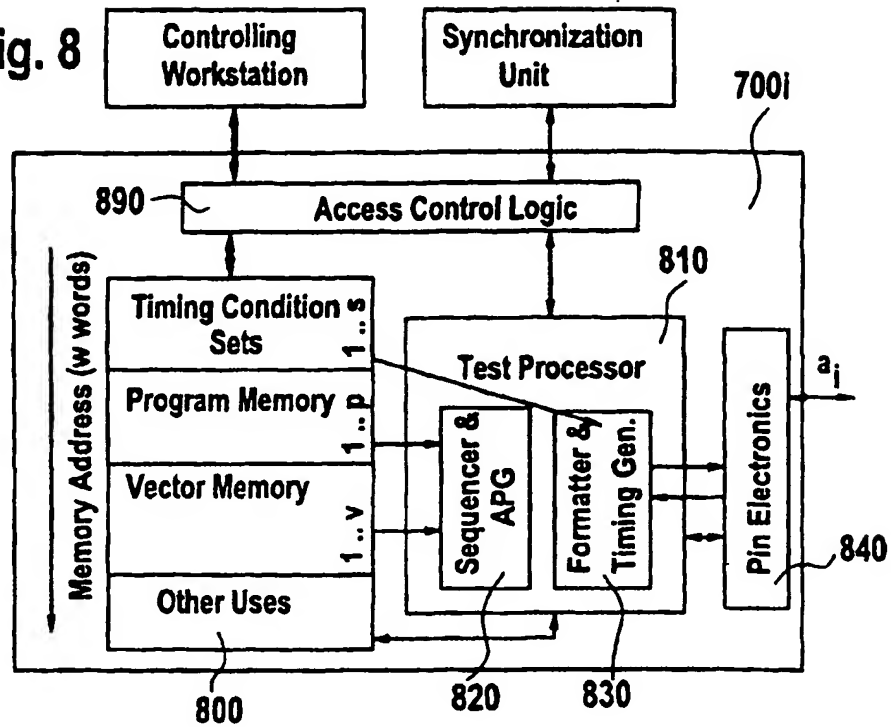 ig. 8
Controlling
Workstation
Synchronization
Unit
700i
890
Access Control Logic
Memory Address (w words)
Timing Condition
Sets
1 .. s
Program Memory
1 .. p
Vector Memory
1 .. v
Other Uses
800
810
Test Processor
Sequencer &
APG
Formatter &
Timing Gen.
820
830
Pin Electronics
840
ai